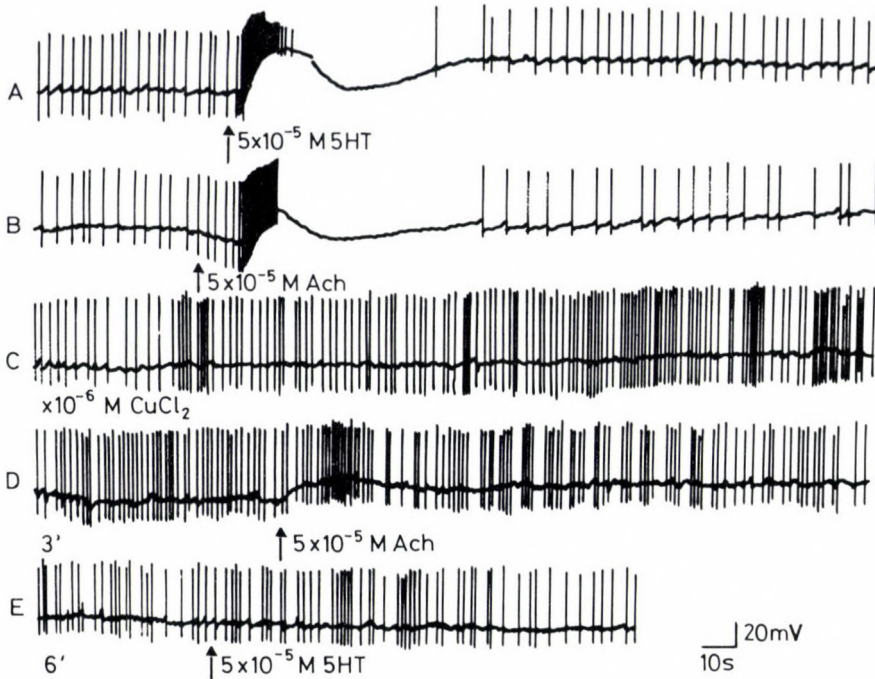 A
↑ 5x10⁻⁵ M 5HT
B
↑ 5x10⁻⁵ M Ach
C
x10⁻⁶ M CuCl₂
D
3' ↑ 5x10⁻⁵ M Ach
E
20mV
6' ↑ 5x10⁻⁵ M 5HT 10s